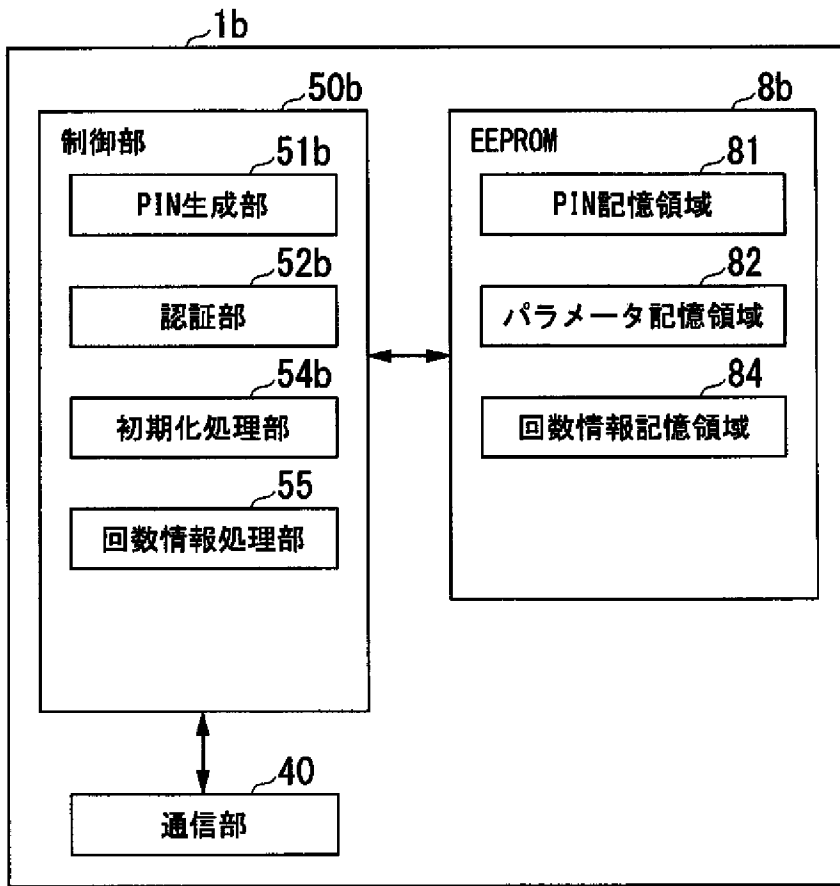 1b
50b
制御部
51b
PIN生成部
52b
認証部
54b
初期化処理部
55
回数情報処理部
8b
EEPROM
81
PIN記憶領域
82
パラメータ記憶領域
84
回数情報記憶領域
40
通信部